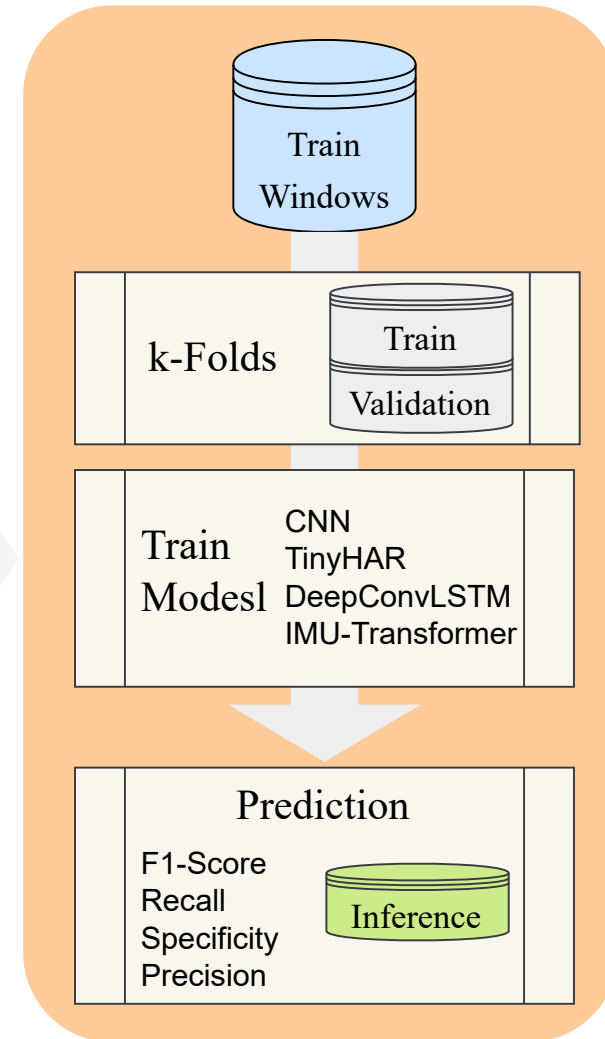 Train
Windows
k-Folds
Train
Validation
Train
Modesl
CNN
TinyHAR
DeepConvLSTM
IMU-Transformer
Prediction
F1-Score
Recall
Specificity
Precision
Inference